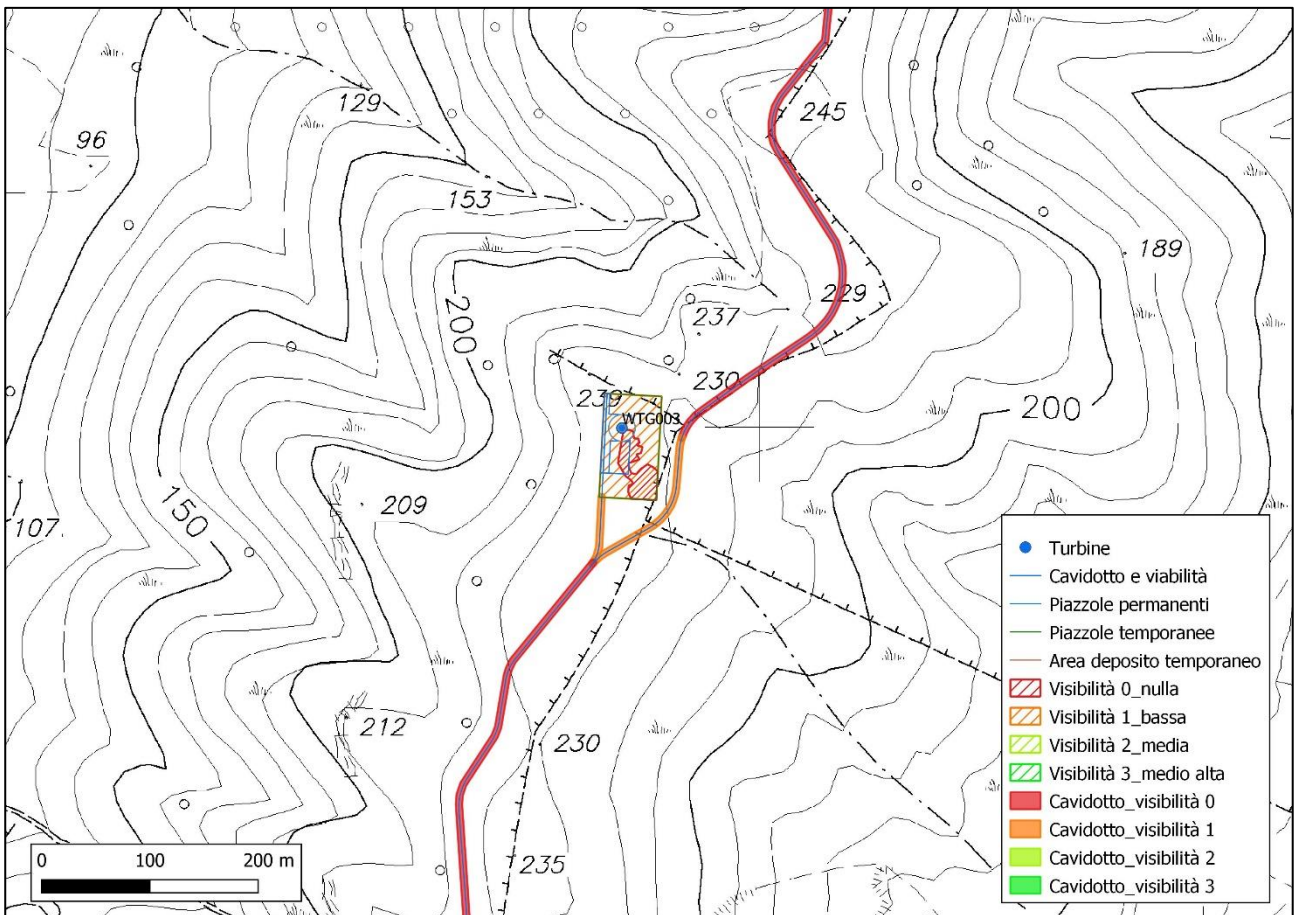 245
129
96
153
189
200
229
237
230
239
WTG003
200
209
150
107.
212
230
235
Turbine
Cavidotto e viabilità
Piazzole permanenti
Piazzole temporanee
Area deposito temporaneo
Visibilità 0_nulla
Visibilità 1_bassa
Visibilità 2_media
Visibilità 3_medio alta
Cavidotto_visibilità 0
Cavidotto_visibilità 1
Cavidotto_visibilità 2
Cavidotto_visibilità 3
0 100 200 m